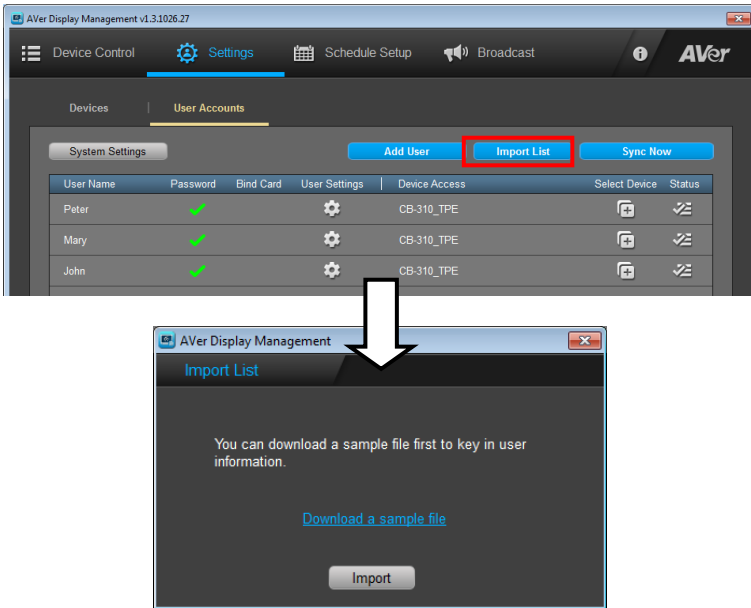 AVer Display Management v1.3.1026.27
Device Control Settings Schedule Setup Broadcast AVer
Devices | User Accounts
System Settings Add User Import List Sync Now
User Name Password Bind Card User Settings Device Access Select Device Status
Peter CB-310_TPE
Mary CB-310_TPE
John CB-310_TPE
AVer Display Management
Import List
You can download a sample file first to key in user
information.
Download a sample file
Import